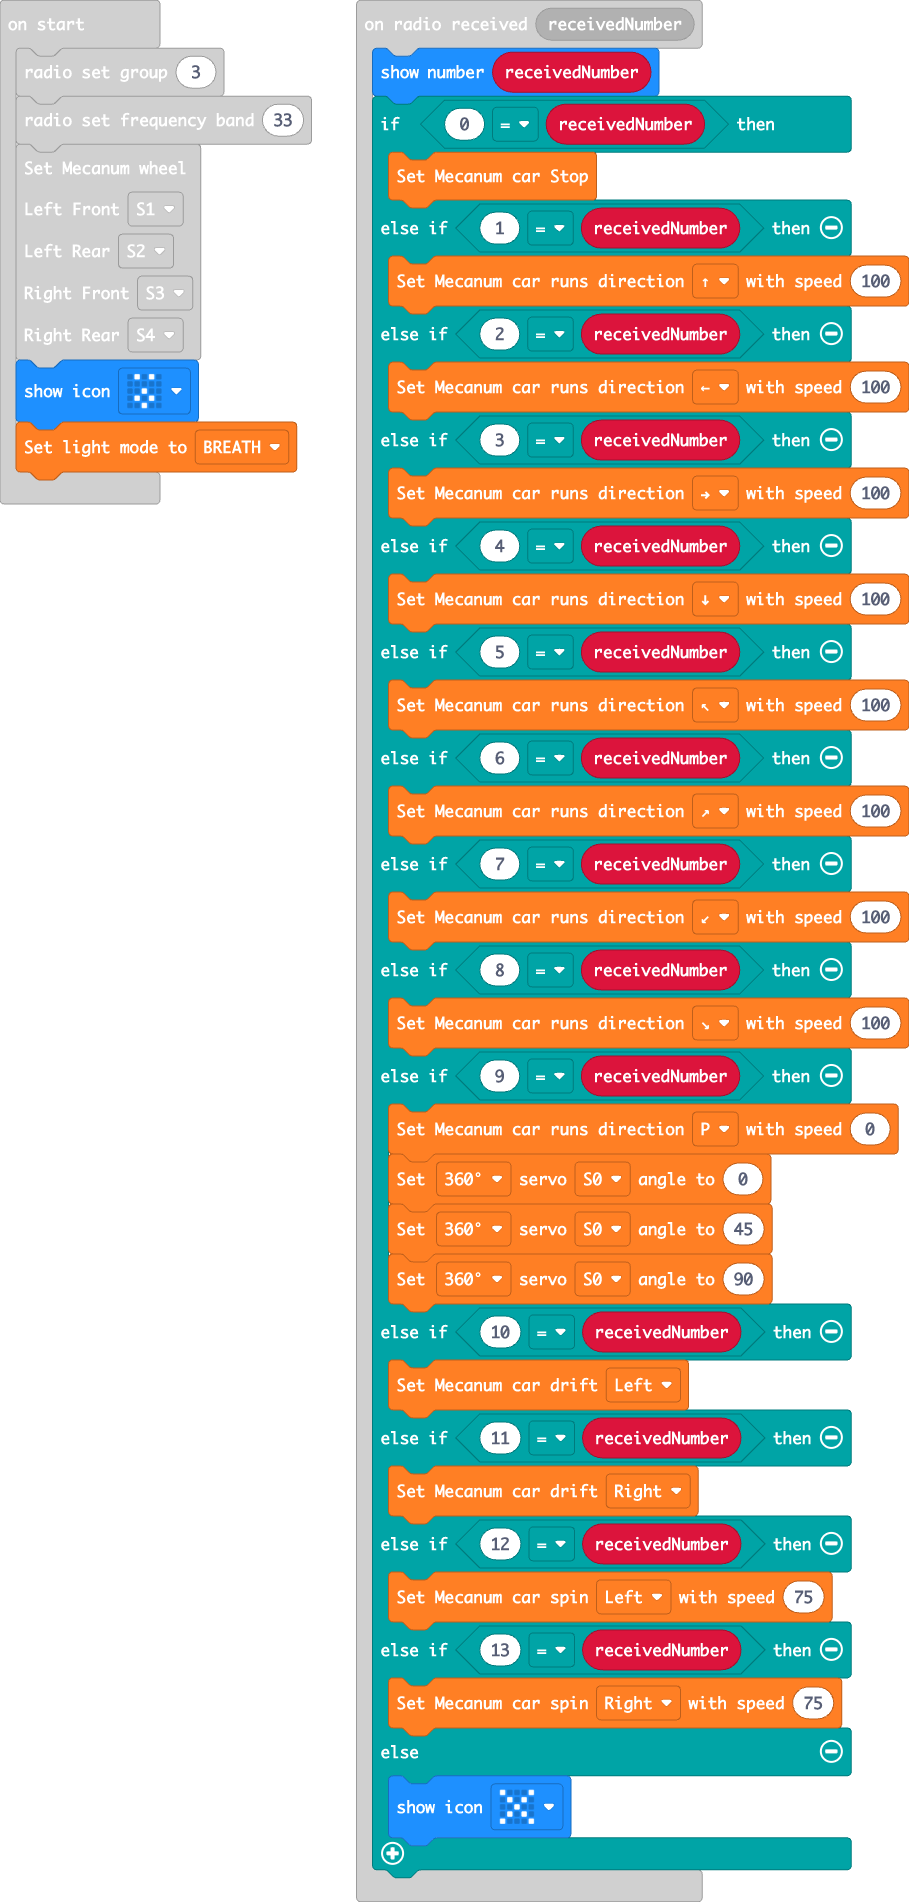 on start
radio set group 3
radio set frequency band 33
Set Mecanum wheel
Left Front S1
Left Rear S2
Right Front S3
Right Rear S4
show icon
Set light mode to BREATH
on radio received receivedNumber
show number receivedNumber
if 0 = receivedNumber then
Set Mecanum car Stop
else if 1 = receivedNumber then
Set Mecanum car runs direction ↑ with speed 100
else if 2 = receivedNumber then
Set Mecanum car runs direction ← with speed 100
else if 3 = receivedNumber then
Set Mecanum car runs direction → with speed 100
else if 4 = receivedNumber then
Set Mecanum car runs direction ↓ with speed 100
else if 5 = receivedNumber then
Set Mecanum car runs direction ↖ with speed 100
else if 6 = receivedNumber then
Set Mecanum car runs direction ↗ with speed 100
else if 7 = receivedNumber then
Set Mecanum car runs direction ↙ with speed 100
else if 8 = receivedNumber then
Set Mecanum car runs direction ↘ with speed 100
else if 9 = receivedNumber then
Set Mecanum car runs direction P with speed 0
Set 360° servo S0 angle to 0
Set 360° servo S0 angle to 45
Set 360° servo S0 angle to 90
else if 10 = receivedNumber then
Set Mecanum car drift Left
else if 11 = receivedNumber then
Set Mecanum car drift Right
else if 12 = receivedNumber then
Set Mecanum car spin Left with speed 75
else if 13 = receivedNumber then
Set Mecanum car spin Right with speed 75
else
show icon